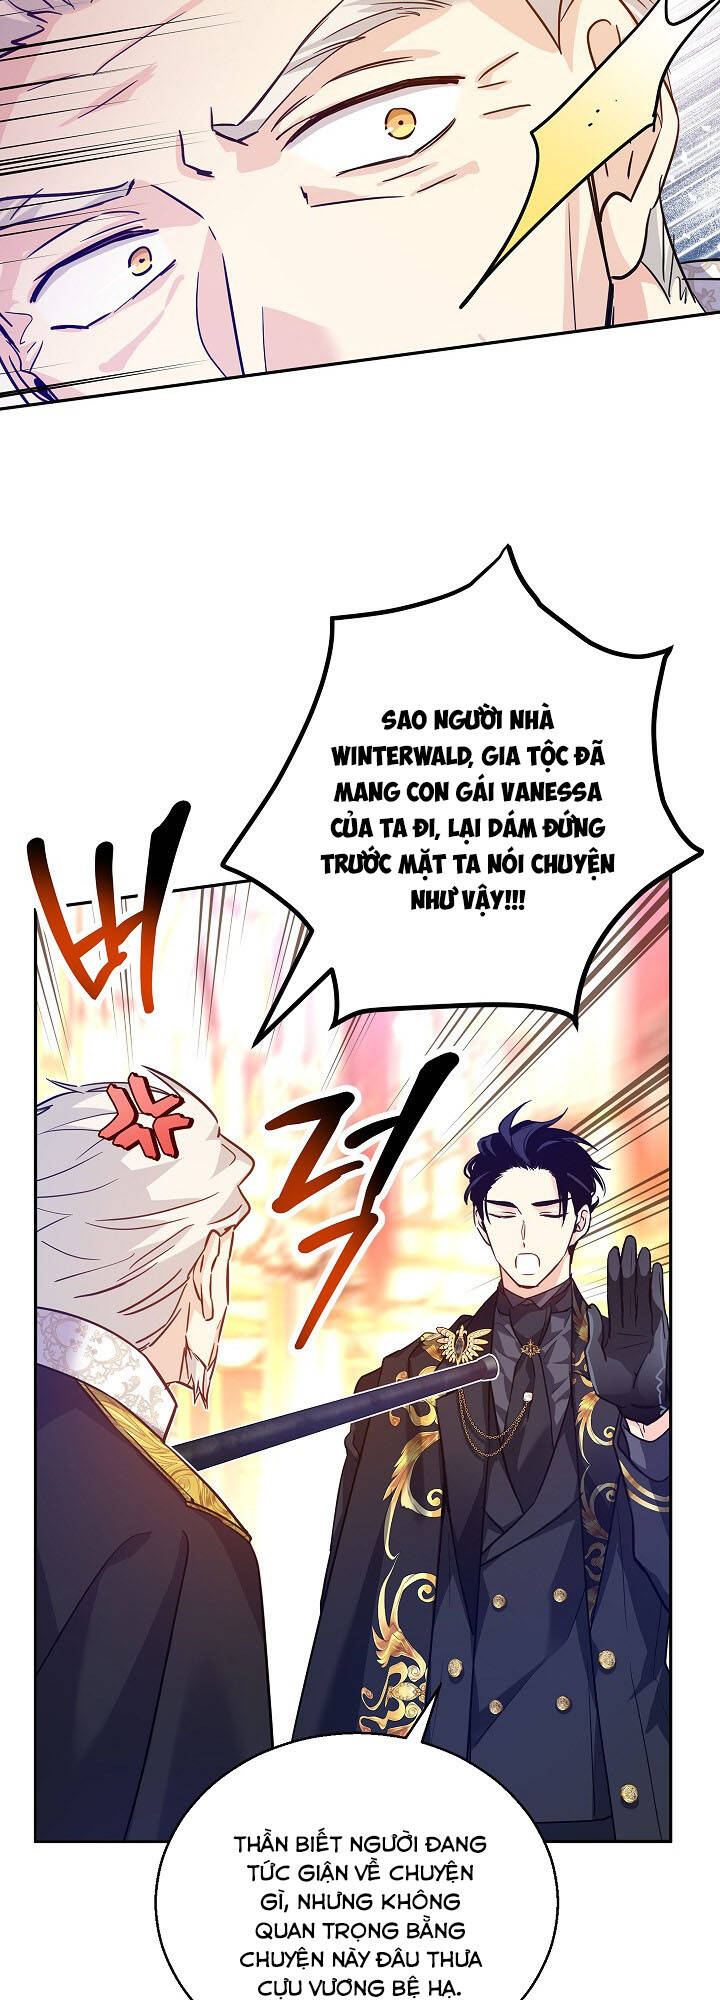 SAO NGƯỜI NHÀ
WINTERWALD, GIA TỘC ĐÃ
MANG CON GÁI VANESSA
CỦA TA ĐI, LẠI DÁM ĐỨNG
TRƯỚC MẶT TA NÓI CHUYỆN
NHƯ VẬY!!!
버
럭
THẦN BIẾT NGƯỜI ĐANG
TỨC GIẬN VỀ CHUYỆN
GÌ, NHƯNG KHÔNG
QUAN TRỌNG BẰNG
CHUYỆN NÀY ĐÂU THƯA
CỰU VƯƠNG BỆ HẠ.